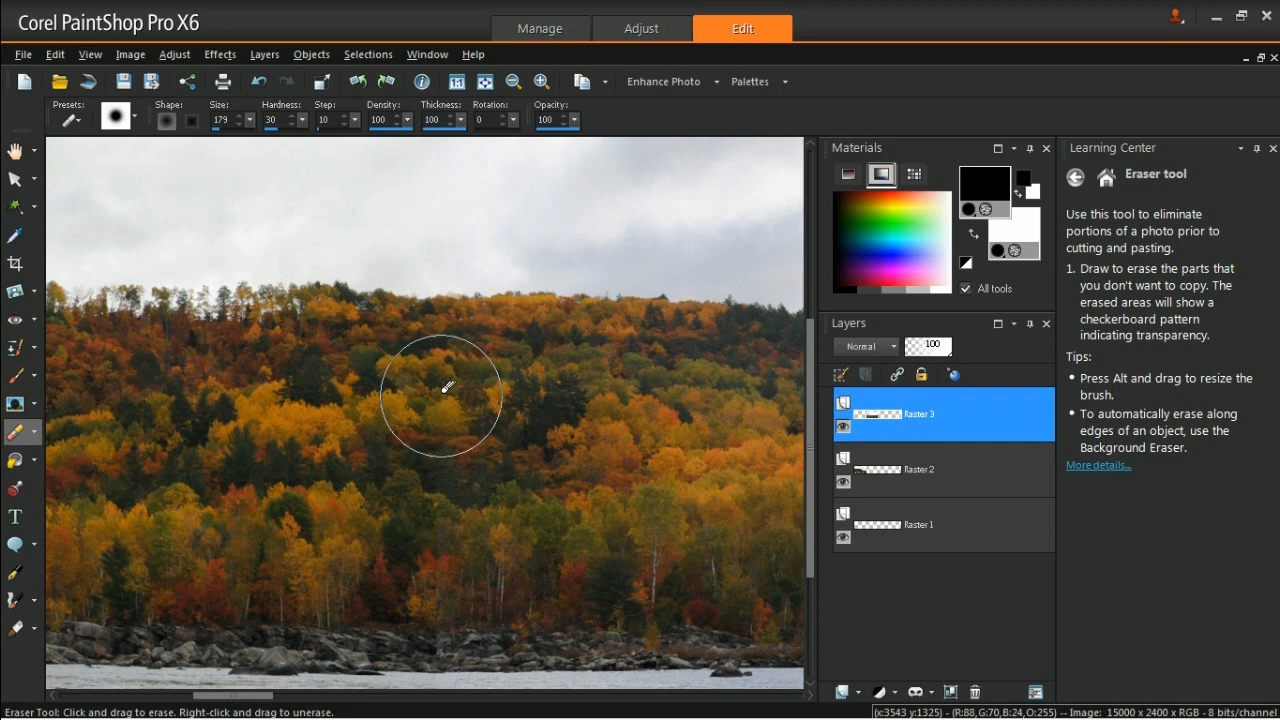 Corel PaintShop Pro X6
Manage
Adjust
Edit
File Edit View Image Adjust Effects Layers Objects Selections Window Help
Enhance Photo
Palettes
Presets:
Shape:
Size:
Hardness:
Step:
Density:
Thickness:
Rotation:
Opacity:
179
30
10
100
100
0
100
Materials
All tools
Layers
Normal
100
Raster 3
Raster 2
Raster 1
Learning Center
Eraser tool
Use this tool to eliminate
portions of a photo prior to
cutting and pasting.
1. Draw to erase the parts that
you don't want to copy. The
erased areas will show a
checkerboard pattern
indicating transparency.
Tips:
• Press Alt and drag to resize the
brush.
• To automatically erase along
edges of an object, use the
Background Eraser.
More details...
Eraser Tool: Click and drag to erase. Right-click and drag to unerase.
(x:3543 y:1325) -- (R:88,G:70,B:24,O:255) -- Image: 15000 x 2400 x RGB - 8 bits/channel